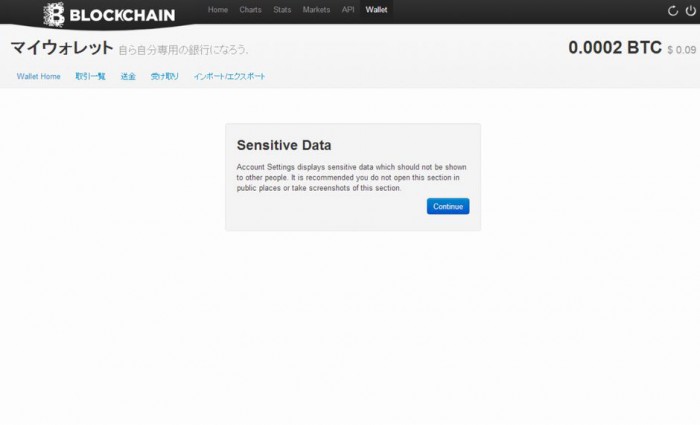 BLOCKCHAIN Home Charts Stats Markets API Wallet
マイウォレット 自ら自分専用の銀行になろう. 0.0002 BTC $ 0.09
Wallet Home 取引一覧 送金 受け取り インポート/エクスポート
Sensitive Data
Account Settings displays sensitive data which should not be shown
to other people. It is recommended you do not open this section in
public places or take screenshots of this section.
Continue